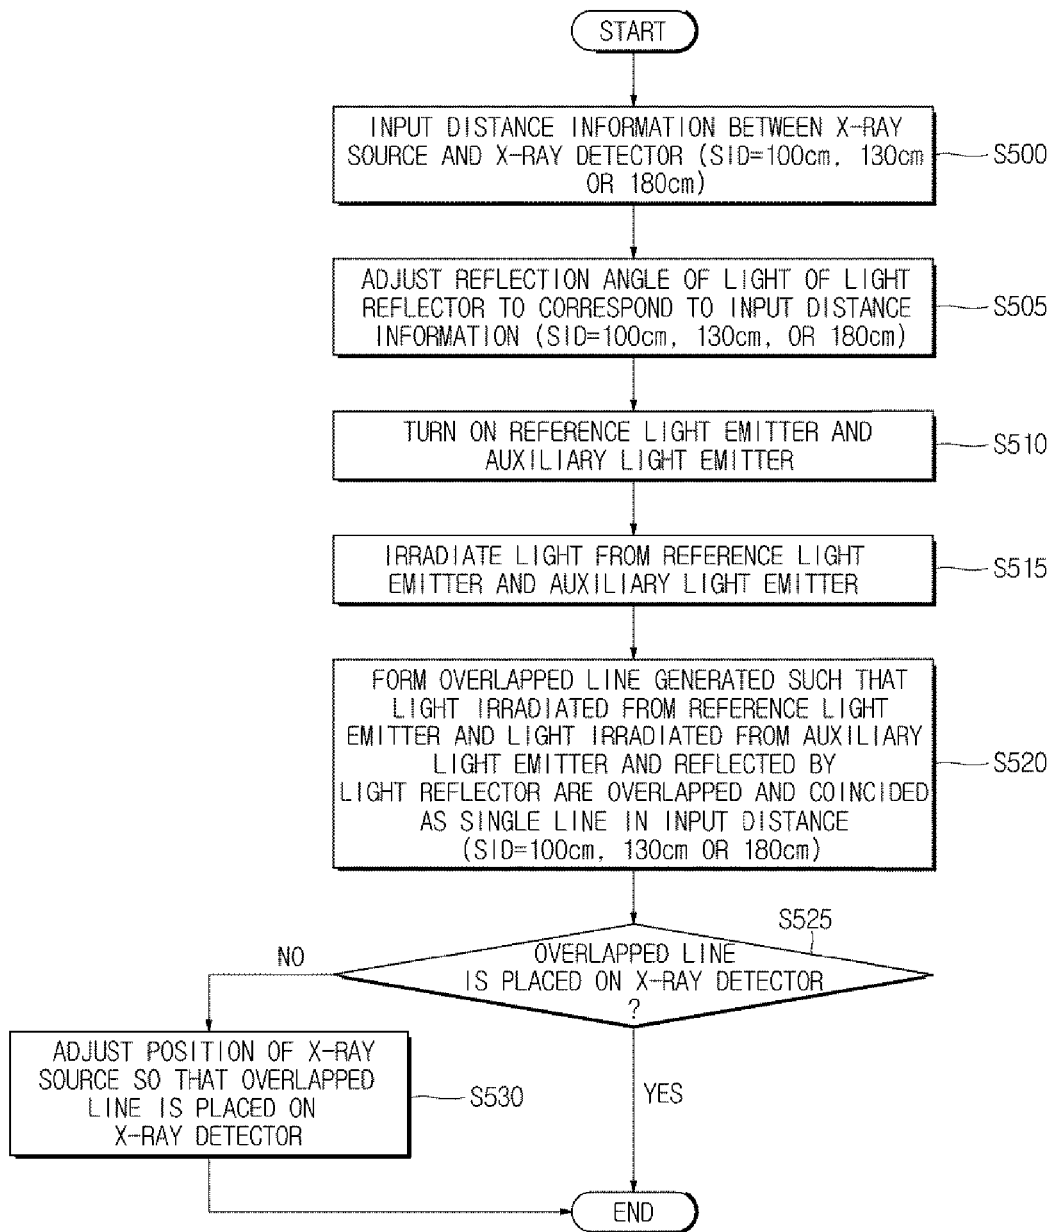 START
INPUT DISTANCE INFORMATION BETWEEN X-RAY
SOURCE AND X-RAY DETECTOR (SID=100cm, 130cm
OR 180cm)
S500
ADJUST REFLECTION ANGLE OF LIGHT OF LIGHT
REFLECTOR TO CORRESPOND TO INPUT DISTANCE
INFORMATION (SID=100cm, 130cm, OR 180cm)
S505
TURN ON REFERENCE LIGHT EMITTER AND
AUXILIARY LIGHT EMITTER
S510
IRRADIATE LIGHT FROM REFERENCE LIGHT
EMITTER AND AUXILIARY LIGHT EMITTER
S515
FORM OVERLAPPED LINE GENERATED SUCH THAT
LIGHT IRRADIATED FROM REFERENCE LIGHT
EMITTER AND LIGHT IRRADIATED FROM AUXILIARY
LIGHT EMITTER AND REFLECTED BY
LIGHT REFLECTOR ARE OVERLAPPED AND COINCIDED
AS SINGLE LINE IN INPUT DISTANCE
(SID=100cm, 130cm OR 180cm)
S520
S525
OVERLAPPED LINE
IS PLACED ON X-RAY DETECTOR
?
NO
ADJUST POSITION OF X-RAY
SOURCE SO THAT OVERLAPPED
LINE IS PLACED ON
X-RAY DETECTOR
S530
YES
END